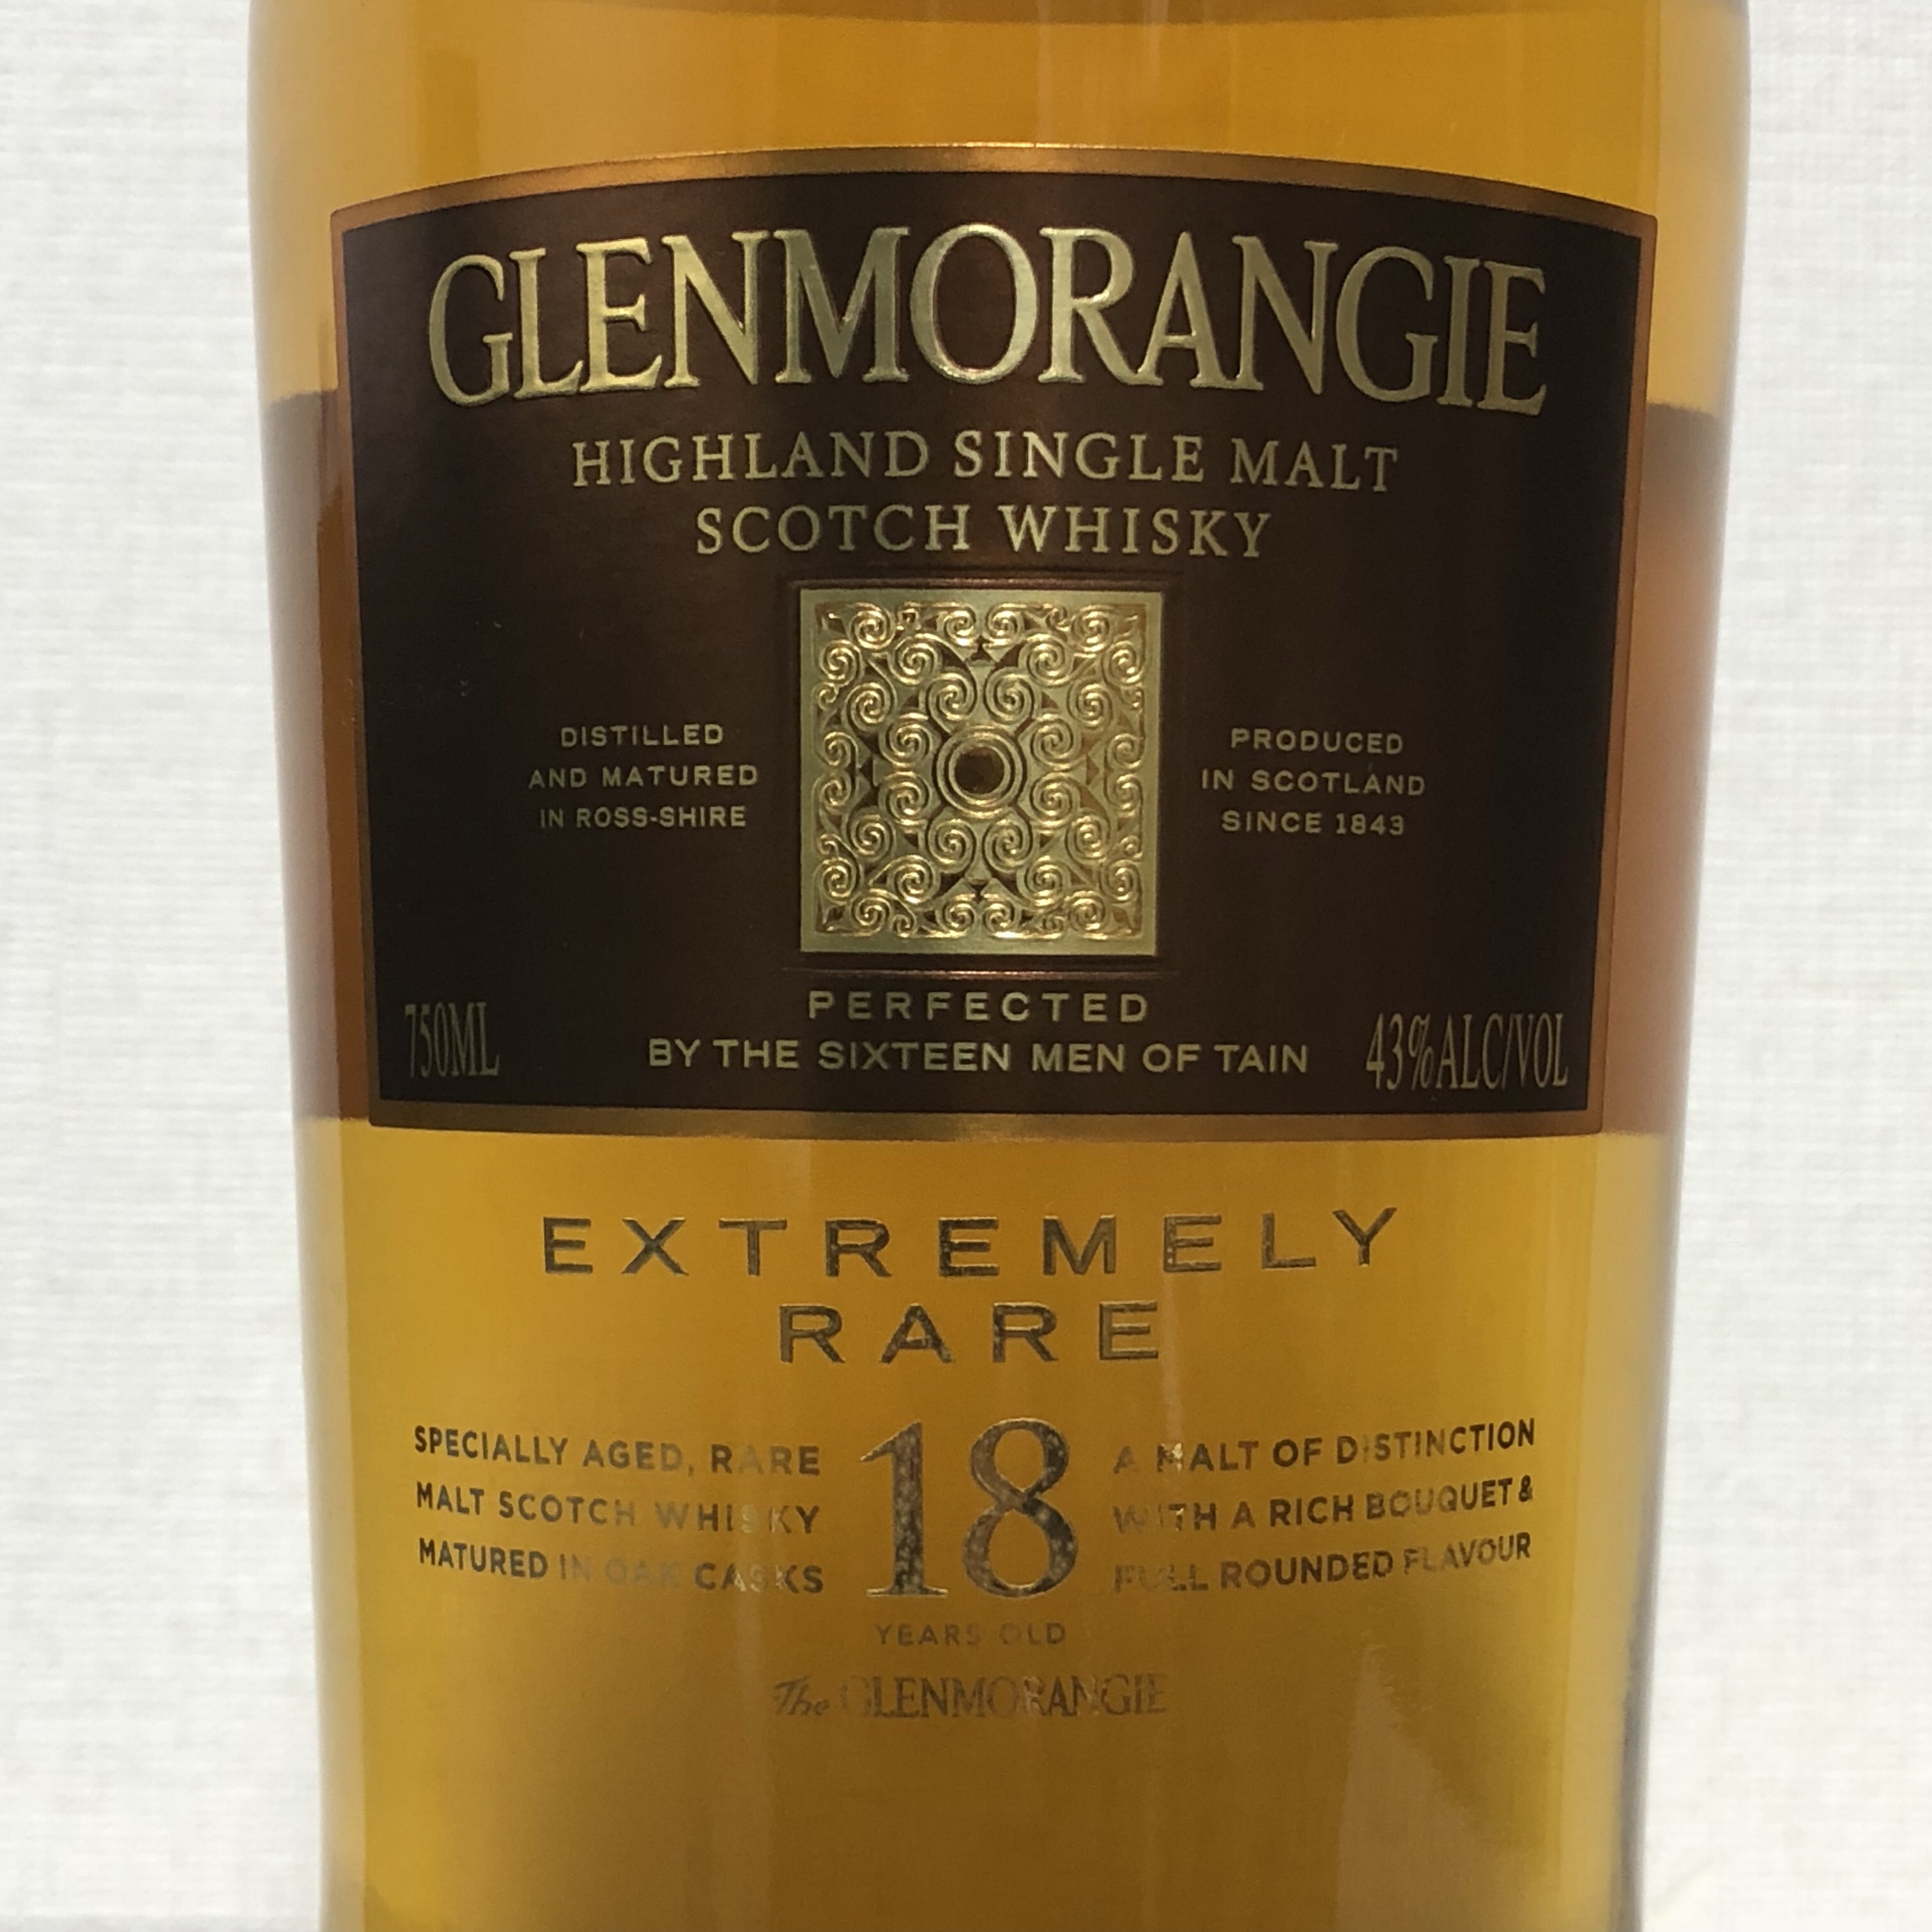 GLENMORANGIE
HIGHLAND SINGLE MALT
SCOTCH WHISKY
DISTILLED
AND MATURED
IN ROSS-SHIRE
PRODUCED
IN SCOTLAND
SINCE 1843
750ML
PERFECTED
BY THE SIXTEEN MEN OF TAIN
43%ALC/VOL
EXTREMELY
RARE
SPECIALLY AGED, RARE
MALT SCOTCH WHISKY
MATURED IN OAK CASKS
18
YEARS OLD
A MALT OF DISTINCTION
WITH A RICH BOUQUET &
FULL ROUNDED FLAVOUR
The GLENMORANGIE